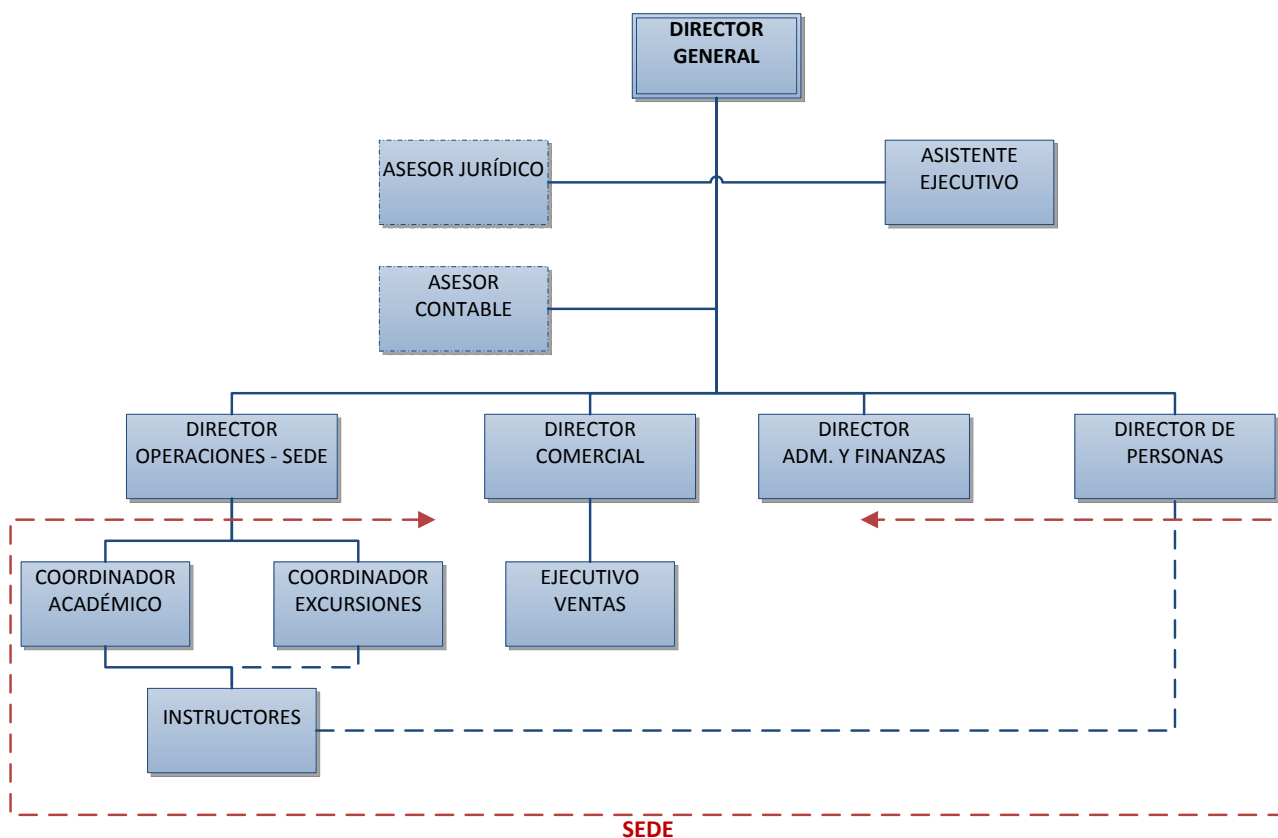 DIRECTOR
GENERAL
ASESOR JURÍDICO
ASISTENTE
EJECUTIVO
ASESOR
CONTABLE
DIRECTOR
OPERACIONES - SEDE
DIRECTOR
COMERCIAL
DIRECTOR
ADM. Y FINANZAS
DIRECTOR DE
PERSONAS
COORDINADOR
ACADÉMICO
COORDINADOR
EXCURSIONES
EJECUTIVO
VENTAS
INSTRUCTORES
SEDE